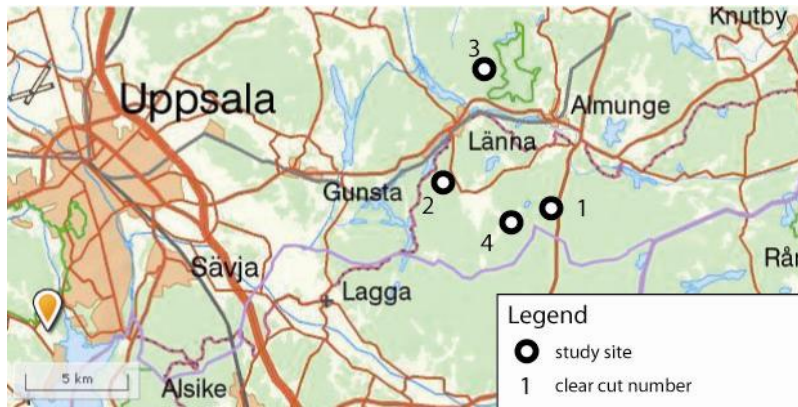 Knutby
3
Uppsala
Almunge
Länna
Gunsta
2
1
4
Sävja
Rån
Lagga
Legend
study site
5 km
Alsike
1 clear cut number